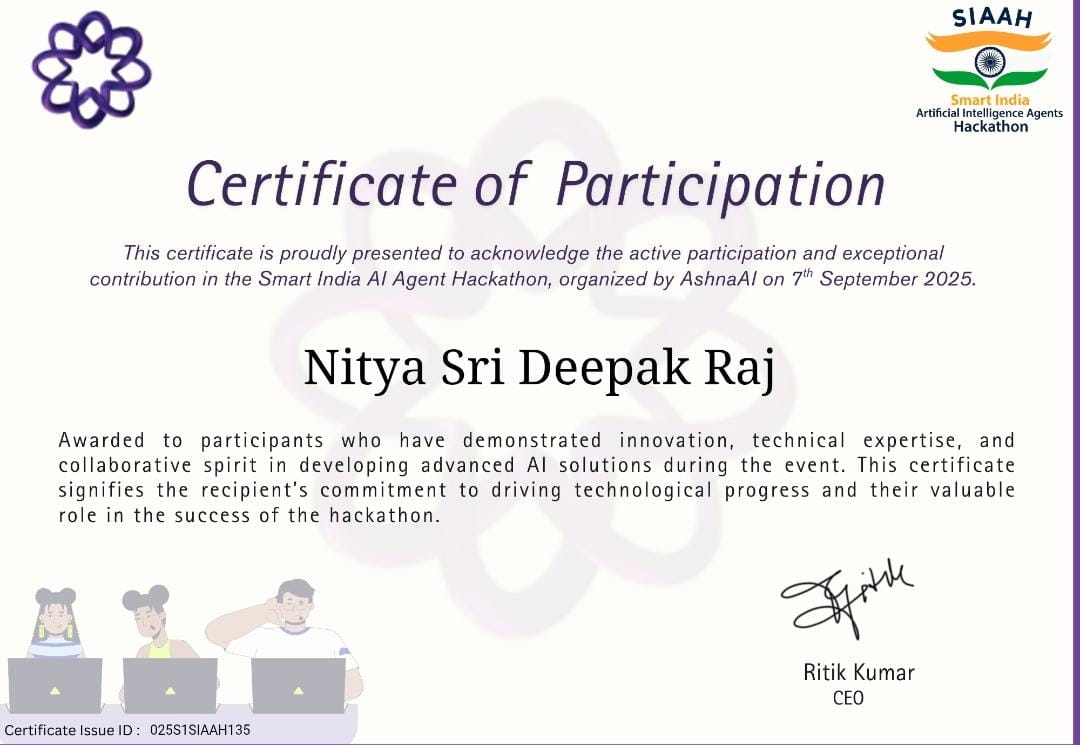 SIAAH
Smart India
Artificial Intelligence Agents
Hackathon
Certificate of Participation
This certificate is proudly presented to acknowledge the active participation and exceptional
contribution in the Smart India AI Agent Hackathon, organized by AshnaAI on 7th September 2025.
Nitya Sri Deepak Raj
Awarded to participants who have demonstrated innovation, technical expertise, and
collaborative spirit in developing advanced AI solutions during the event. This certificate
signifies the recipient's commitment to driving technological progress and their valuable
role in the success of the hackathon.
Ritik Kumar
CEO
Certificate Issue ID : 025S1SIAAH135